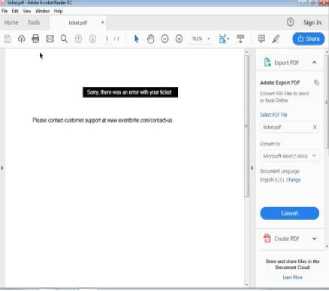 ticket.pdf - Adobe Acrobat Reader DC
File Edit View Window Help
Home Tools ticket.pdf × Sign In
1 / 1 Share
Sorry, there was an error with your ticket
Please contact customer support at www.eventbrite.com/contact-us
Export PDF
Adobe Export PDF
Convert PDF Files to Word
or Excel Online
Select PDF File
ticket.pdf ×
Convert to
Microsoft Word (*.docx)
Document Language:
English (U.S.) Change
Convert
Create PDF
Store and share files in the
Document Cloud
Learn More